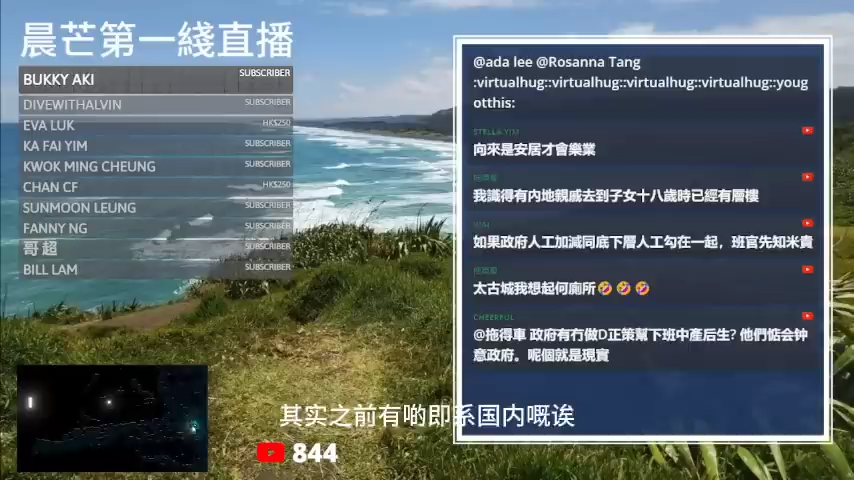 晨芒第一綫直播
BUKKY AKI SUBSCRIBER
DIVEWITHALVIN SUBSCRIBER
EVA LUK HK$250
KA FAI YIM SUBSCRIBER
KWOK MING CHEUNG SUBSCRIBER
CHAN CF HK$250
SUNMOON LEUNG SUBSCRIBER
FANNY NG SUBSCRIBER
哥 超 SUBSCRIBER
BILL LAM SUBSCRIBER
@ada lee @Rosanna Tang
:virtualhug::virtualhug::virtualhug::virtualhug::youg
otthis:
STELLA YIM
向來是安居才會樂業
我識得有內地親戚去到子女十八歲時已經有層樓
如果政府人工加減同底下層人工勾在一起，班官先知米貴
太古城我想起何廁所🤣🤣🤣
CHEERFUL
@拖得車 政府有冇做D正策幫下班中產后生? 他們惦会钟
意政府。呢個就是現實
其实之前有啲即系国内嘅诶
844